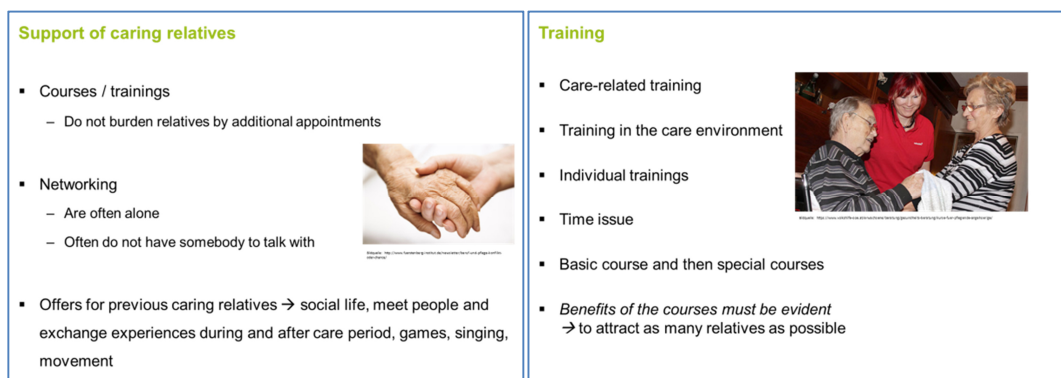 Support of caring relatives
▪ Courses / trainings
– Do not burden relatives by additional appointments
▪ Networking
– Are often alone
– Often do not have somebody to talk with
▪ Offers for previous caring relatives → social life, meet people and
exchange experiences during and after care period, games, singing,
movement
Training
▪ Care-related training
▪ Training in the care environment
▪ Individual trainings
▪ Time issue
▪ Basic course and then special courses
▪ Benefits of the courses must be evident
→ to attract as many relatives as possible